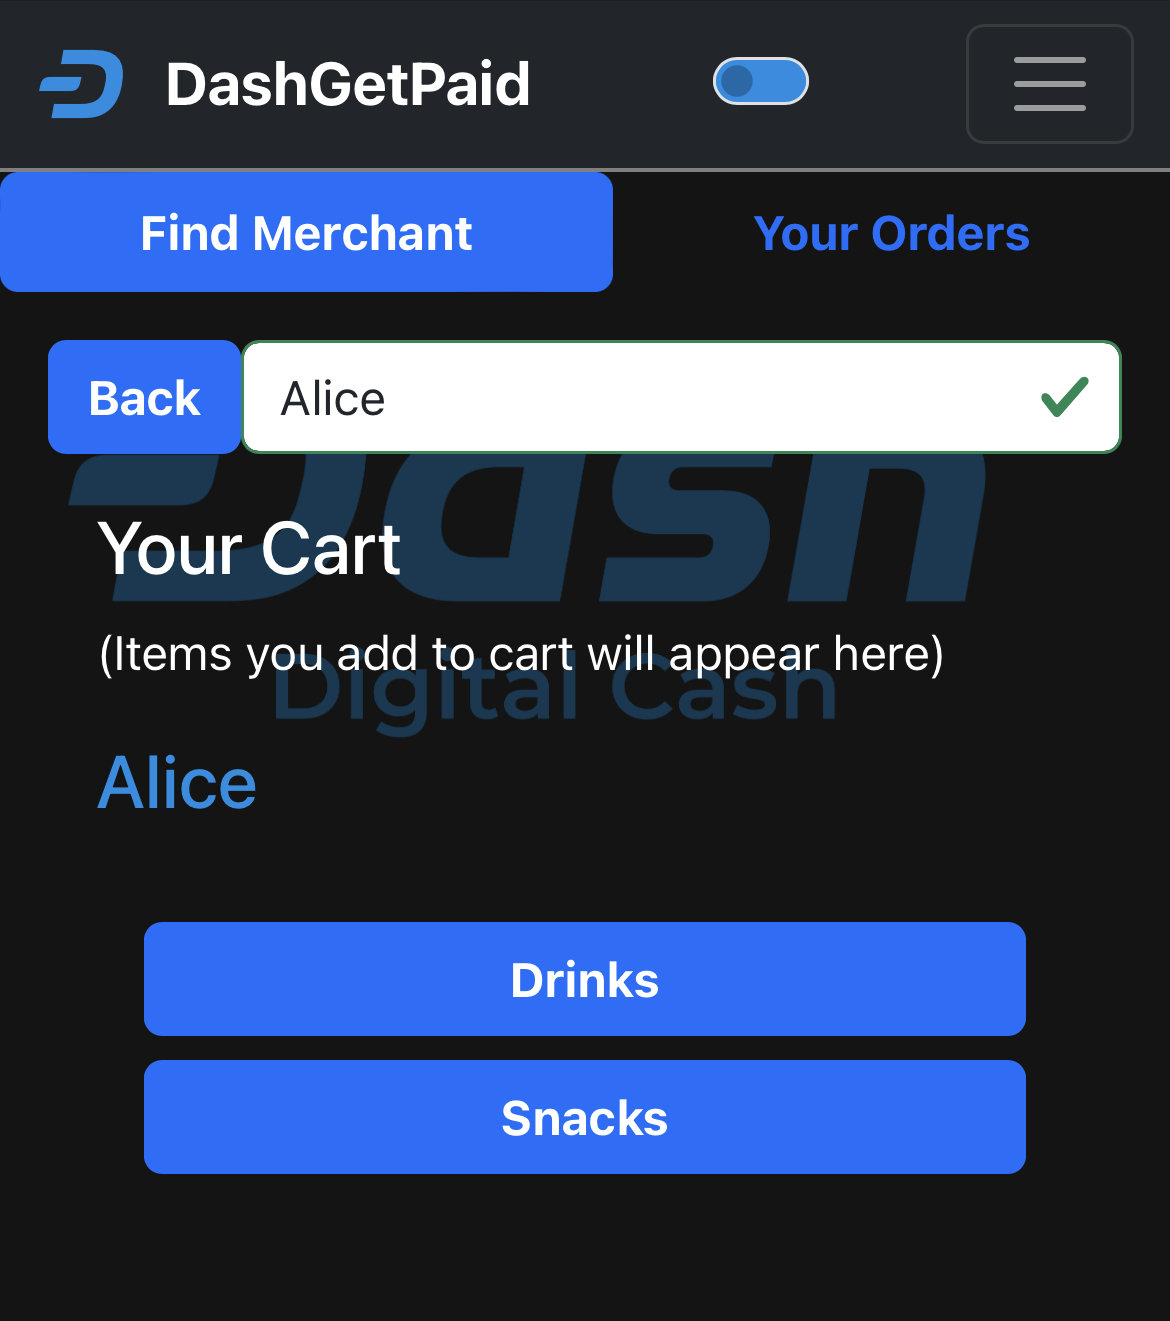 DashGetPaid
Find Merchant
Your Orders
Back
Alice
Dash
Your Cart
(Items you add to cart will appear here)
Digital Cash
Alice
Drinks
Snacks